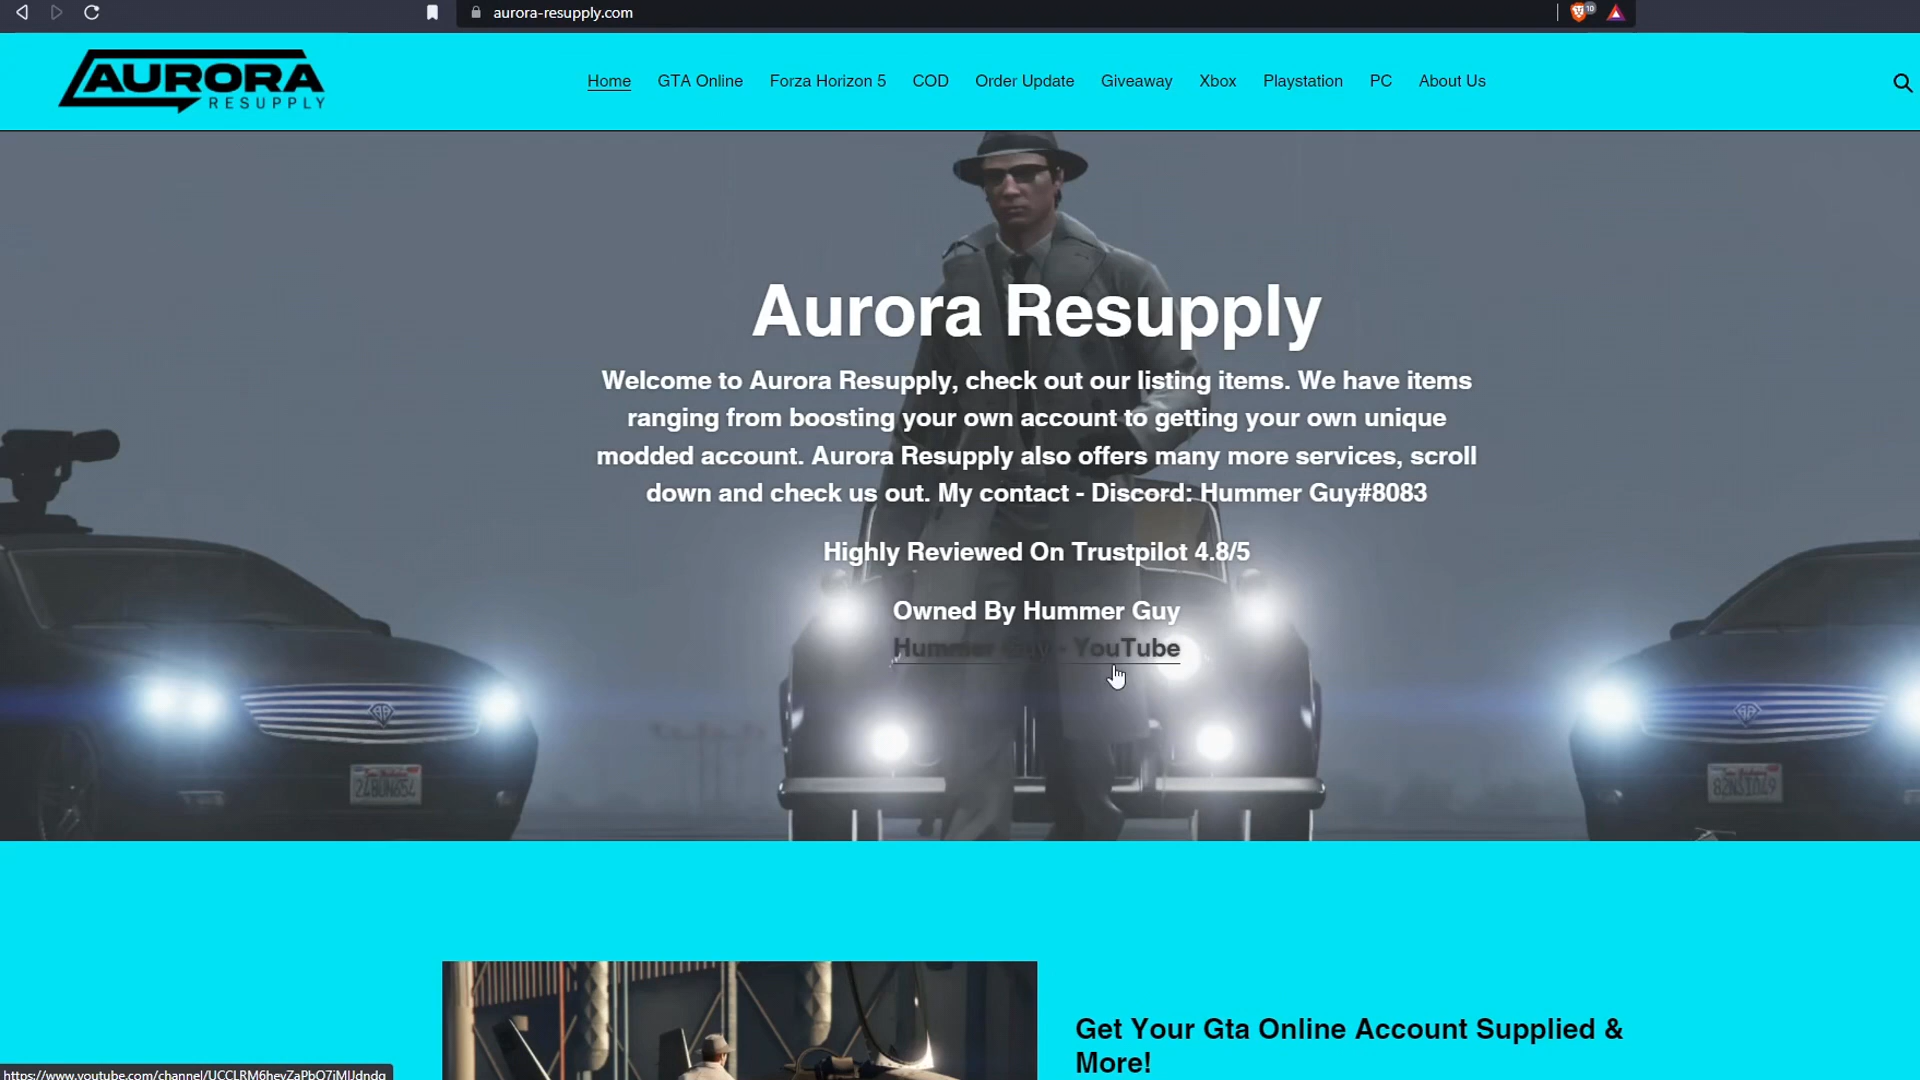 aurora-resupply.com
10
AURORA
RESUPPLY
Home GTA Online Forza Horizon 5 COD Order Update Giveaway Xbox Playstation PC About Us
Aurora Resupply
Welcome to Aurora Resupply, check out our listing items. We have items
ranging from boosting your own account to getting your own unique
modded account. Aurora Resupply also offers many more services, scroll
down and check us out. My contact - Discord: Hummer Guy#8083
Highly Reviewed On Trustpilot 4.8/5
Owned By Hummer Guy
Hummer Guy - YouTube
Get Your Gta Online Account Supplied &
More!